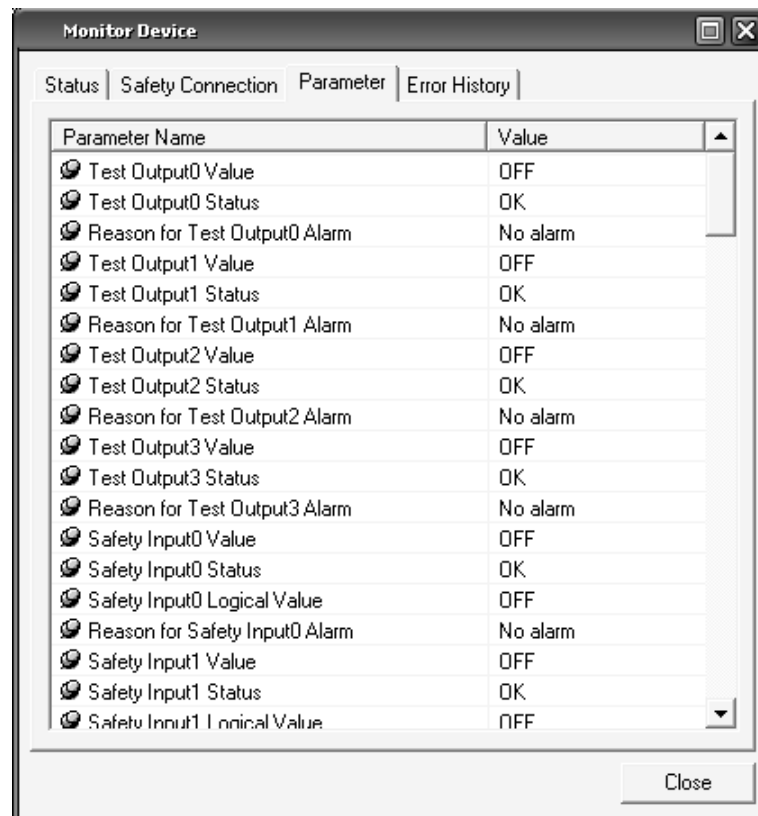 Monitor Device
Status Safety Connection Parameter Error History
Parameter Name Value
Test Output0 Value OFF
Test Output0 Status OK
Reason for Test Output0 Alarm No alarm
Test Output1 Value OFF
Test Output1 Status OK
Reason for Test Output1 Alarm No alarm
Test Output2 Value OFF
Test Output2 Status OK
Reason for Test Output2 Alarm No alarm
Test Output3 Value OFF
Test Output3 Status OK
Reason for Test Output3 Alarm No alarm
Safety Input0 Value OFF
Safety Input0 Status OK
Safety Input0 Logical Value OFF
Reason for Safety Input0 Alarm No alarm
Safety Input1 Value OFF
Safety Input1 Status OK
Safety Input1 Logical Value OFF
Close